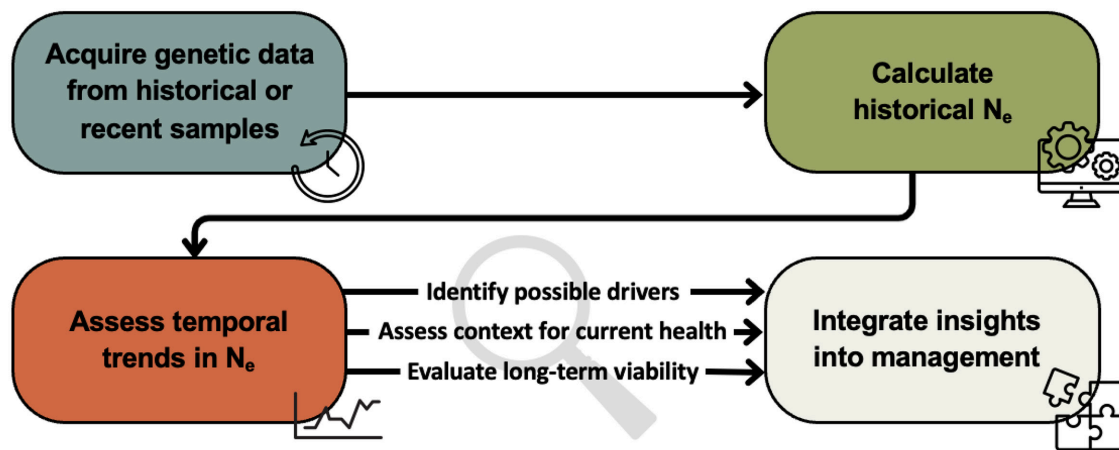 Acquire genetic data
from historical or
recent samples
Calculate
historical Nₑ
Assess temporal
trends in Nₑ
Identify possible drivers
Assess context for current health
Evaluate long-term viability
Integrate insights
into management